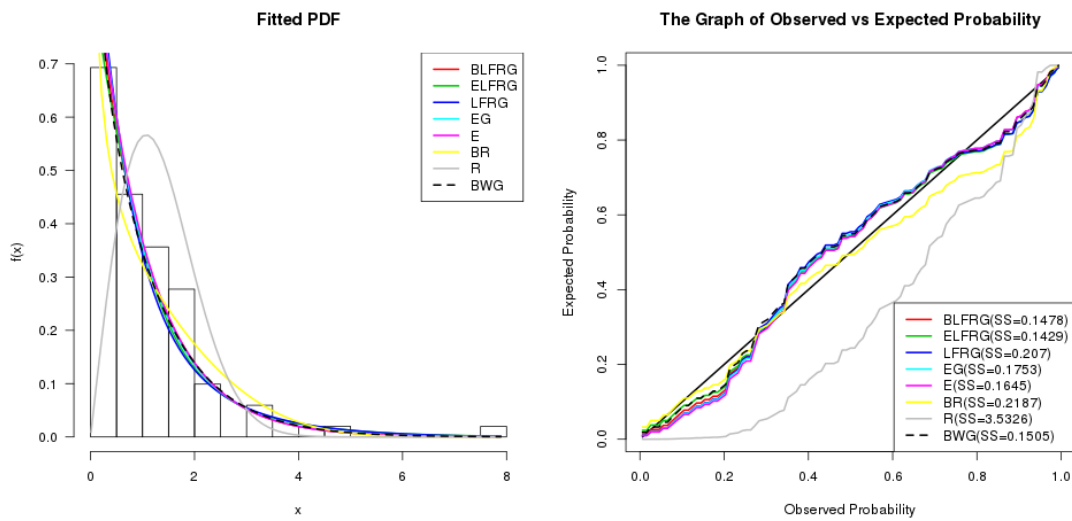 Fitted PDF
f(x)
0.7
0.6
0.5
0.4
0.3
0.2
0.1
0.0
BLFRG
ELFRG
LFRG
EG
E
BR
R
BWG
0
2
4
6
8
x
The Graph of Observed vs Expected Probability
Expected Probability
1.0
0.8
0.6
0.4
0.2
0.0
BLFRG(SS=0.1478)
ELFRG(SS=0.1429)
LFRG(SS=0.207)
EG(SS=0.1753)
E(SS=0.1645)
BR(SS=0.2187)
R(SS=3.5326)
BWG(SS=0.1505)
0.0
0.2
0.4
0.6
0.8
1.0
Observed Probability